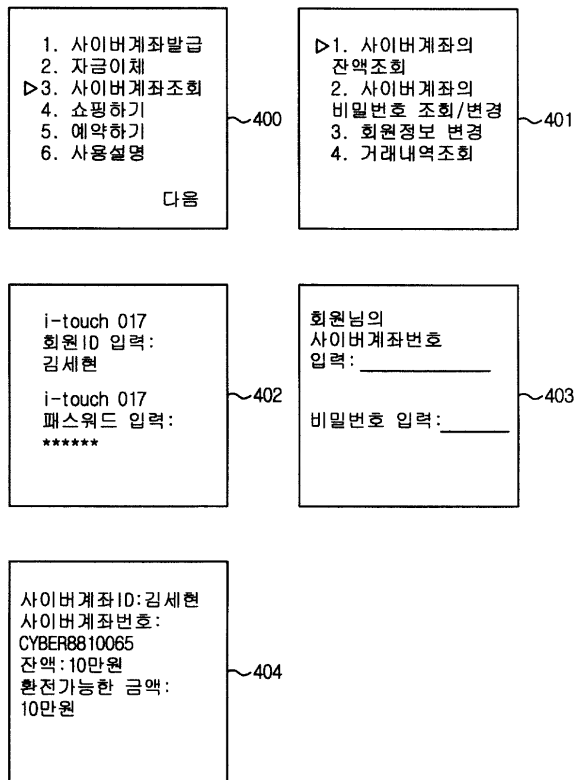 1. 사이버계좌발급
2. 자금이체
▷3. 사이버계좌조회
4. 쇼핑하기
5. 예약하기
6. 사용설명
다음
400
▷1. 사이버계좌의
잔액조회
2. 사이버계좌의
비밀번호 조회/변경
3. 회원정보 변경
4. 거래내역조회
401
i-touch 017
회원ID 입력:
김세현
i-touch 017
패스워드 입력:
******
402
회원님의
사이버계좌번호
입력:
비밀번호 입력:
403
사이버계좌ID:김세현
사이버계좌번호:
CYBER8810065
잔액:10만원
환전가능한 금액:
10만원
404